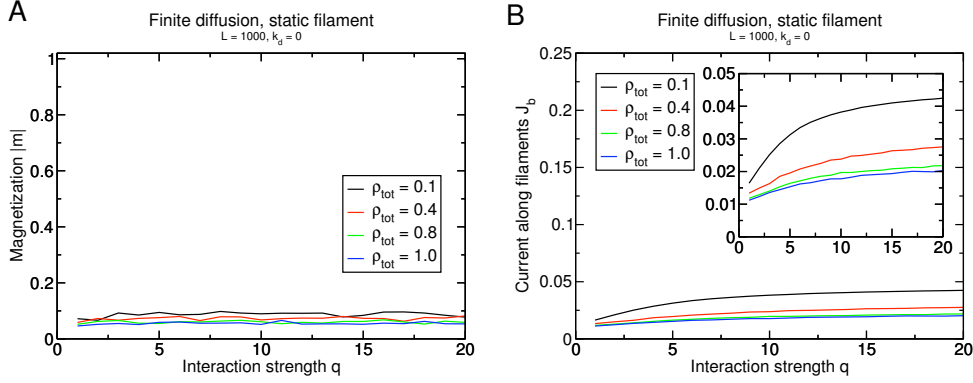 A
Finite diffusion, static filament
L = 1000, k_d = 0
1
0.8
0.6
0.4
0.2
0
Magnetization |m|
ρ_tot = 0.1
ρ_tot = 0.4
ρ_tot = 0.8
ρ_tot = 1.0
0 5 10 15 20
Interaction strength q
B
Finite diffusion, static filament
L = 1000, k_d = 0
0.25
0.2
0.15
0.1
0.05
0
Current along filaments J_b
ρ_tot = 0.1
ρ_tot = 0.4
ρ_tot = 0.8
ρ_tot = 1.0
0.05
0.04
0.03
0.02
0.01
0
0 5 10 15 20
0 5 10 15 20
Interaction strength q